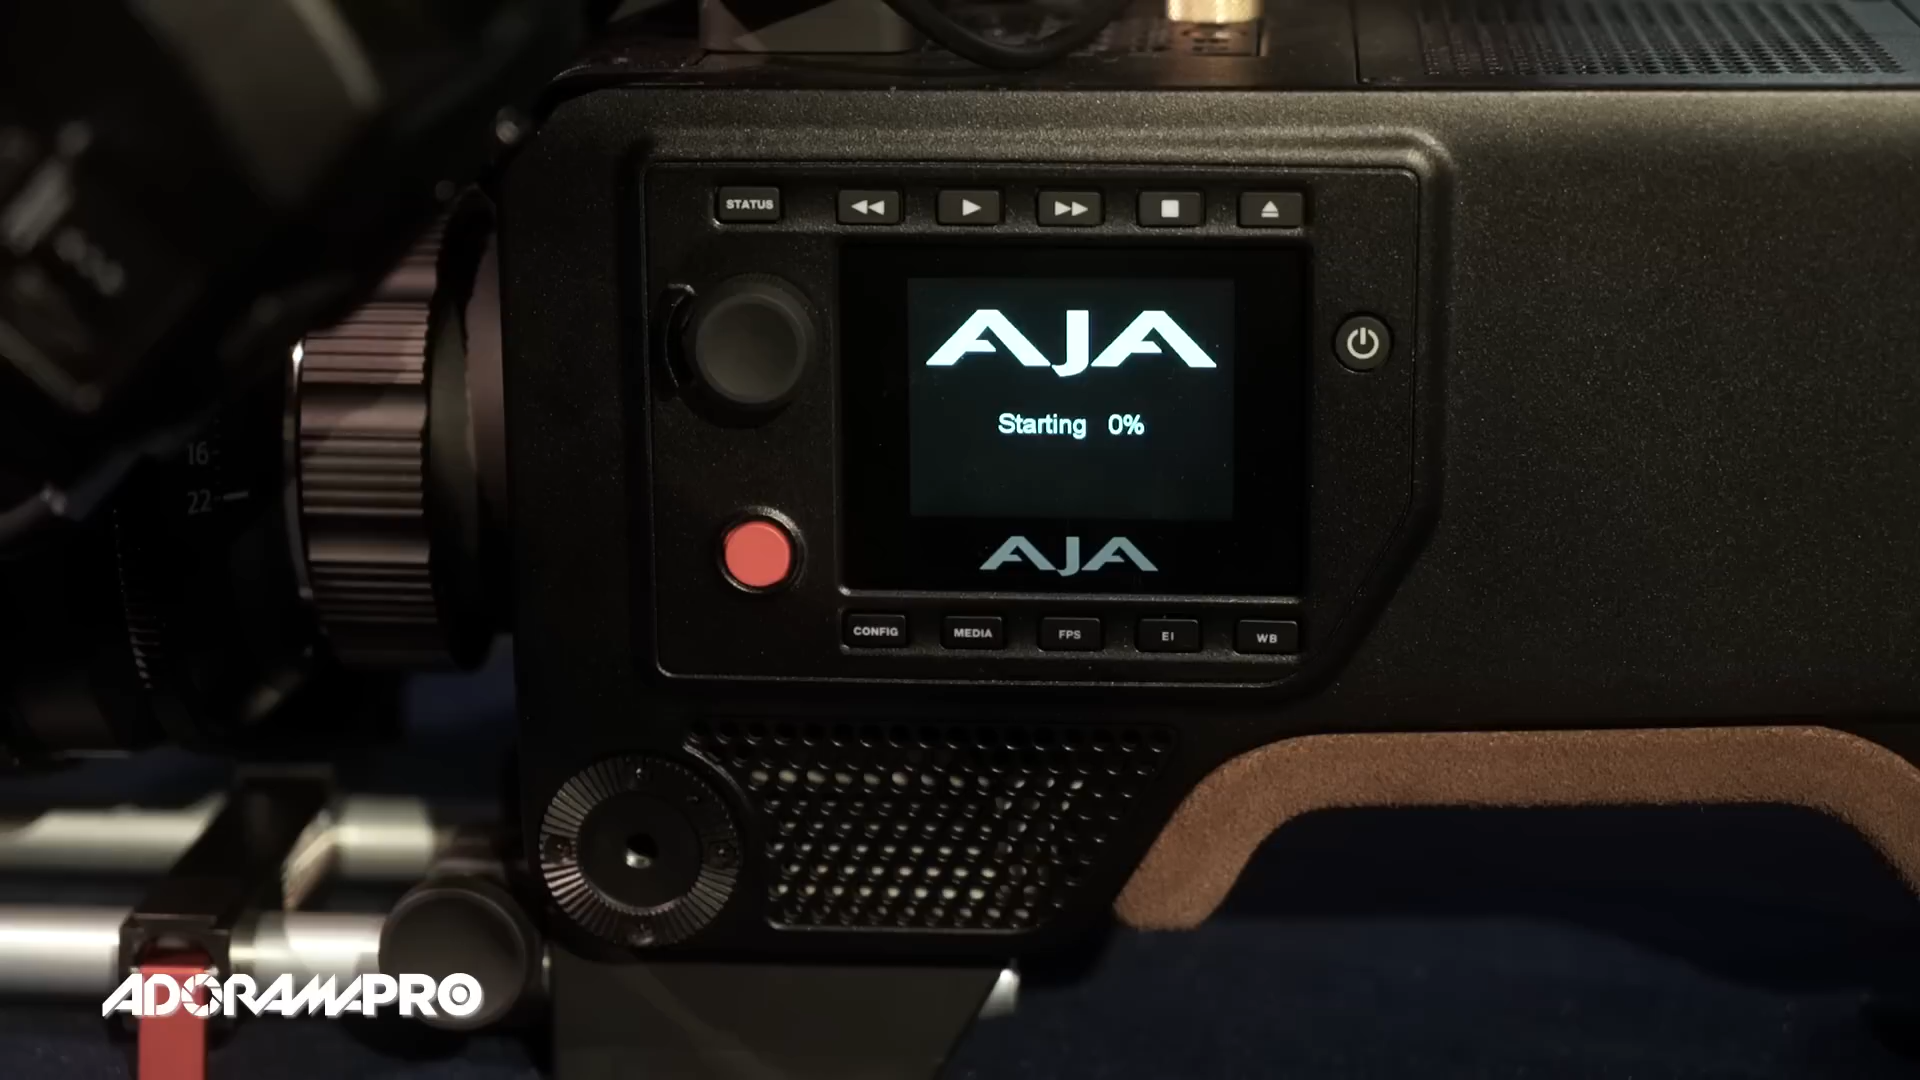 STATUS
AJA
Starting 0%
16
22
AJA
CONFIG MEDIA FPS EI WB
ADORAMAPRO